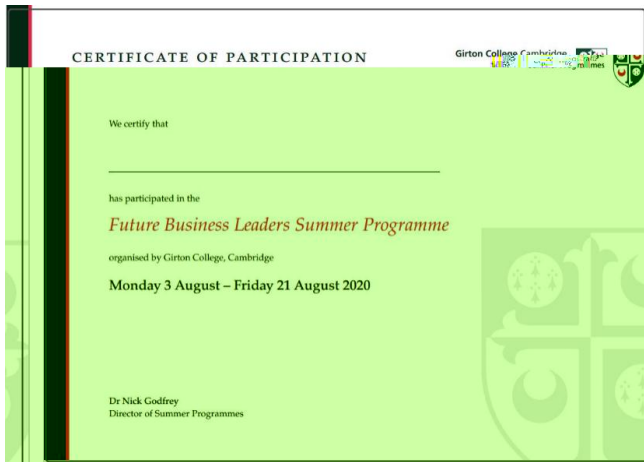 CERTIFICATE OF PARTICIPATION
Girton College Cambridge
We certify that
has participated in the
Future Business Leaders Summer Programme
organised by Girton College, Cambridge
Monday 3 August – Friday 21 August 2020
Dr Nick Godfrey
Director of Summer Programmes